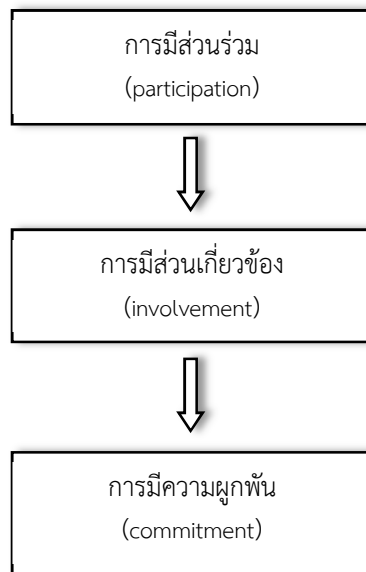 การมีส่วนร่วม
(participation)
การมีส่วนเกี่ยวข้อง
(involvement)
การมีความผูกพัน
(commitment)